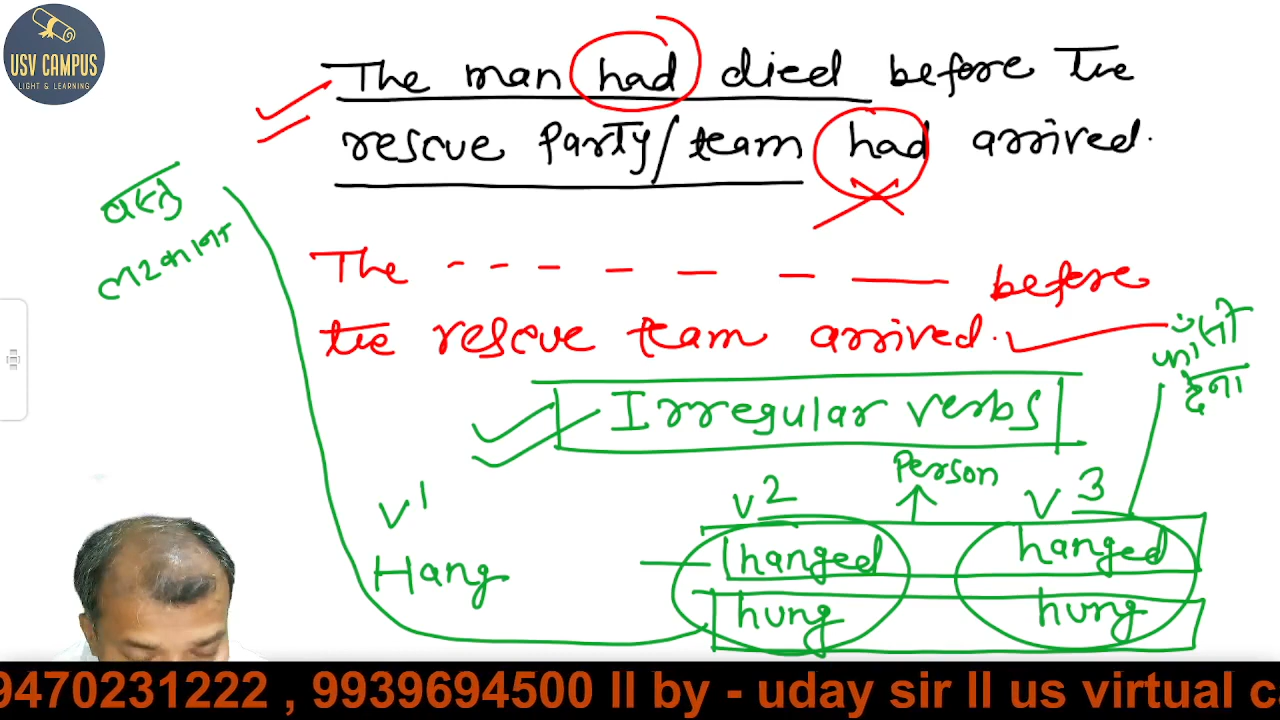 USV CAMPUS
LIGHT & LEARNING
The man had died before the
rescue Party/team had arrived.
वस्तु
लटकाना
The - - - - - - - before
the rescue team arrived.
फाँसी
देना
Irregular verbs
Person
V1 V2 V3
Hang hanged hanged
hung hung
9470231222 , 9939694500 ll by - uday sir ll us virtual c